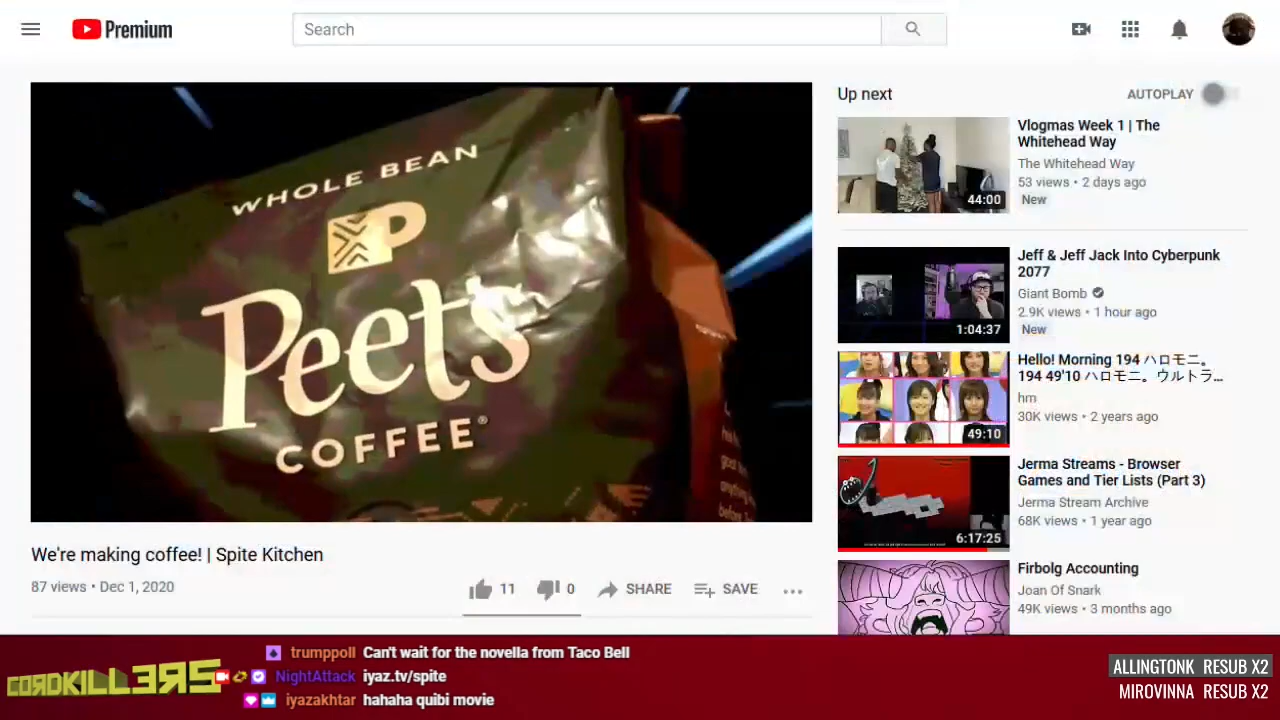 Premium
Search
WHOLE BEAN
P
Peet's
COFFEE®
We're making coffee! | Spite Kitchen
87 views • Dec 1, 2020
11
0
SHARE
SAVE
Up next
AUTOPLAY
44:00
Vlogmas Week 1 | The
Whitehead Way
The Whitehead Way
53 views • 2 days ago
New
1:04:37
Jeff & Jeff Jack Into Cyberpunk
2077
Giant Bomb
2.9K views • 1 hour ago
New
49:10
Hello! Morning 194 ハロモニ。
194 49'10 ハロモニ。ウルトラ...
hm
30K views • 2 years ago
6:17:25
Jerma Streams - Browser
Games and Tier Lists (Part 3)
Jerma Stream Archive
68K views • 1 year ago
Firbolg Accounting
Joan Of Snark
49K views • 3 months ago
CORDKILL3RS
trumppoll Can't wait for the novella from Taco Bell
NightAttack iyaz.tv/spite
iyazakhtar hahaha quibi movie
ALLINGTONK RESUB X2
MIROVINNA RESUB X2